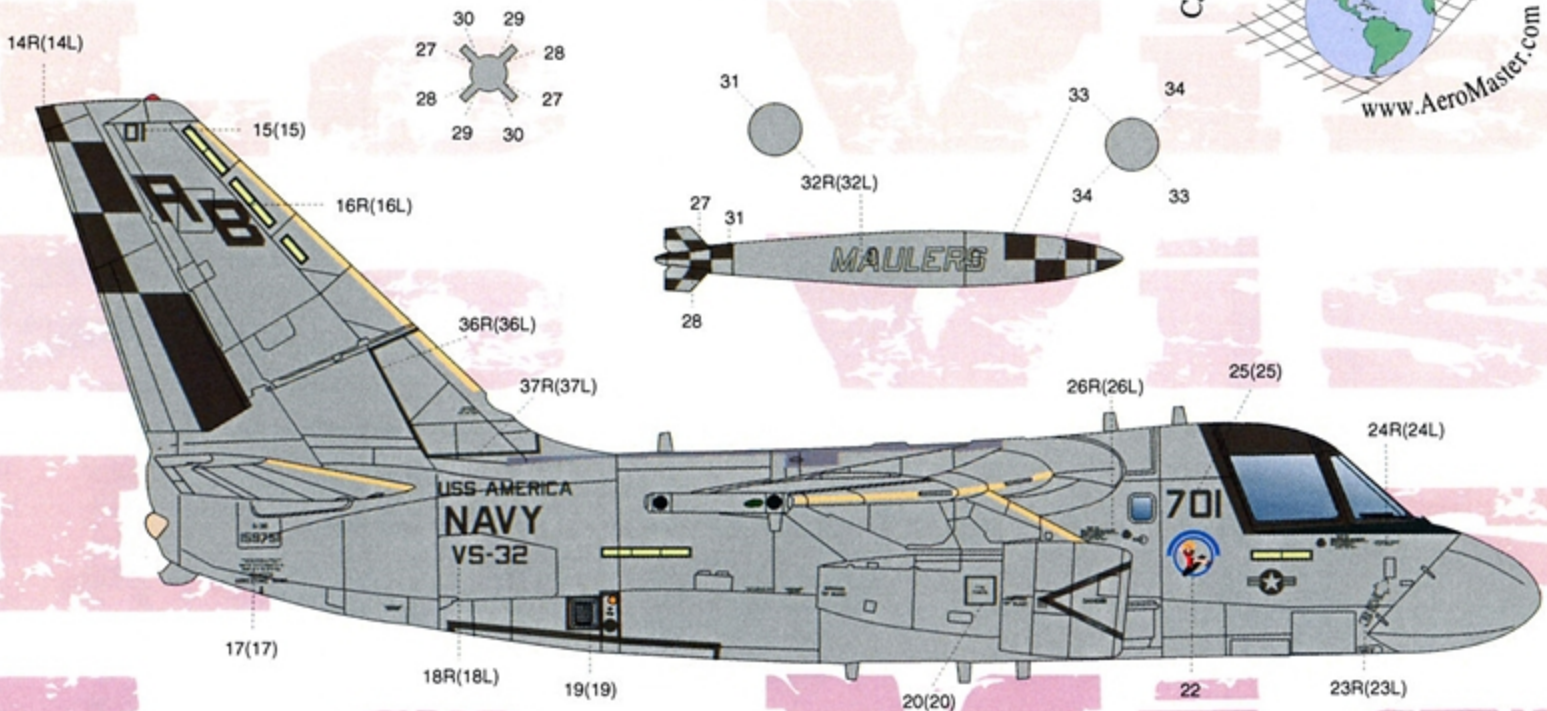 30 29
14R(14L)
27 28
31
33 34
28 27
29 30
www.AeroMaster.com
01
15(15)
32R(32L)
34 33
AB
16R(16L)
27
31
MAULERS
28
36R(36L)
37R(37L)
26R(26L)
25(25)
24R(24L)
USS AMERICA
NAVY
701
VS-32
159751
17(17)
18R(18L)
19(19)
20(20)
22
23R(23L)